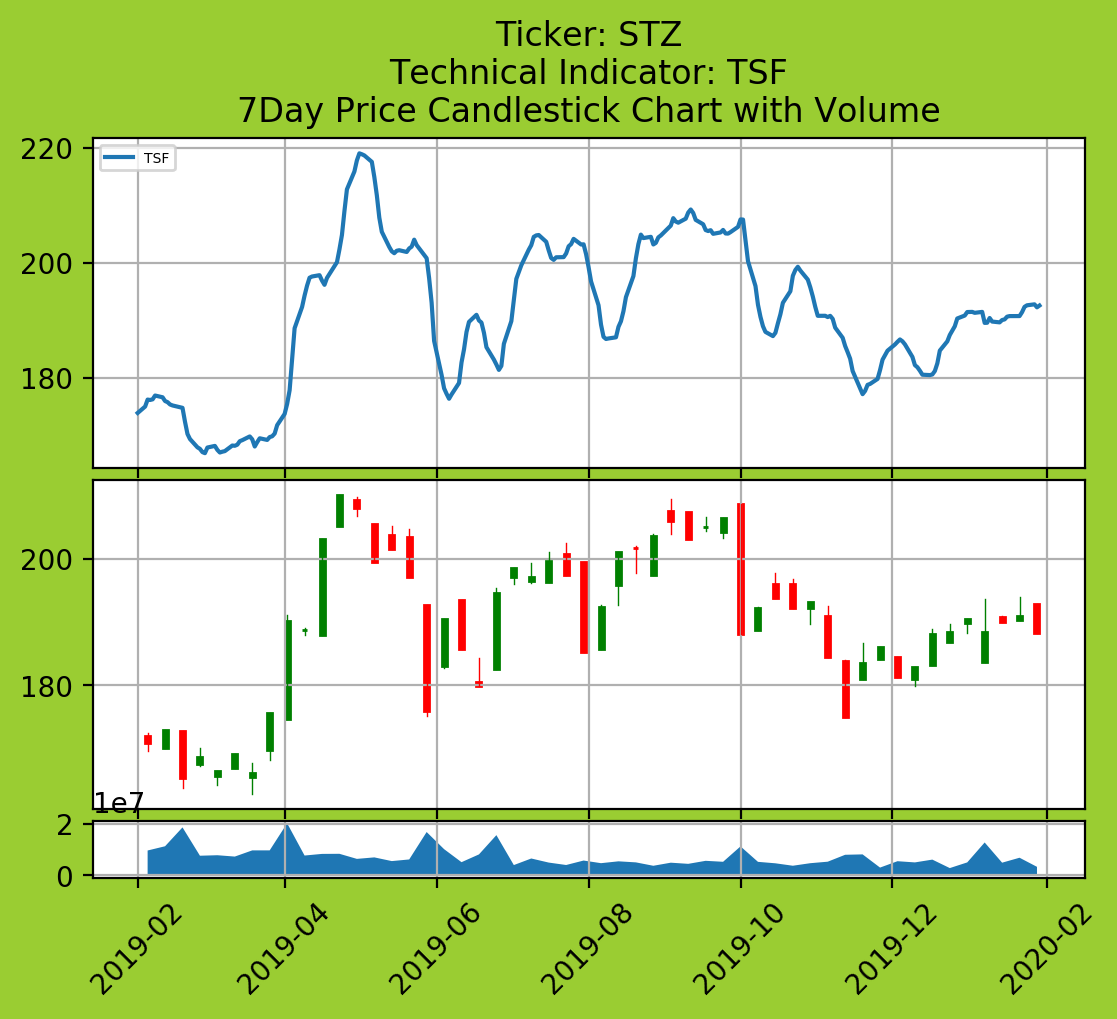 Ticker: STZ
Technical Indicator: TSF
7Day Price Candlestick Chart with Volume
220
TSF
200
180
200
180
1e7
2
0
2019-02
2019-04
2019-06
2019-08
2019-10
2019-12
2020-02